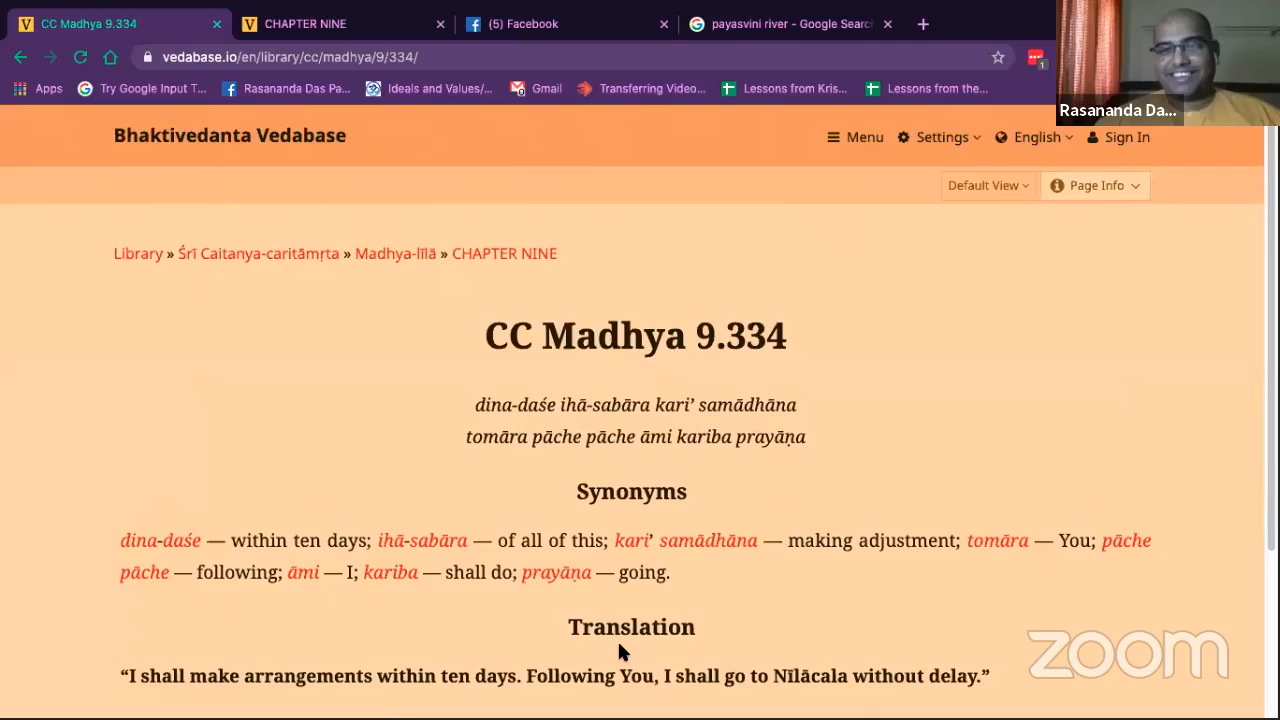 CC Madhya 9.334
CHAPTER NINE
(5) Facebook
payasvini river - Google Search
vedabase.io/en/library/cc/madhya/9/334/
1
Apps
Try Google Input T...
Rasananda Das Pa...
Ideals and Values/...
Gmail
Transferring Video...
Lessons from Kris...
Lessons from the...
Rasananda Da...
Bhaktivedanta Vedabase
Menu
Settings
English
Sign In
Default View
Page Info
Library » Śrī Caitanya-caritāmṛta » Madhya-līlā » CHAPTER NINE
CC Madhya 9.334
dina-daśe ihā-sabāra kari’ samādhāna
tomāra pāche pāche āmi kariba prayāṇa
Synonyms
dina-daśe — within ten days; ihā-sabāra — of all of this; kari’ samādhāna — making adjustment; tomāra — You; pāche
pāche — following; āmi — I; kariba — shall do; prayāṇa — going.
Translation
“I shall make arrangements within ten days. Following You, I shall go to Nīlācala without delay.”
zoom